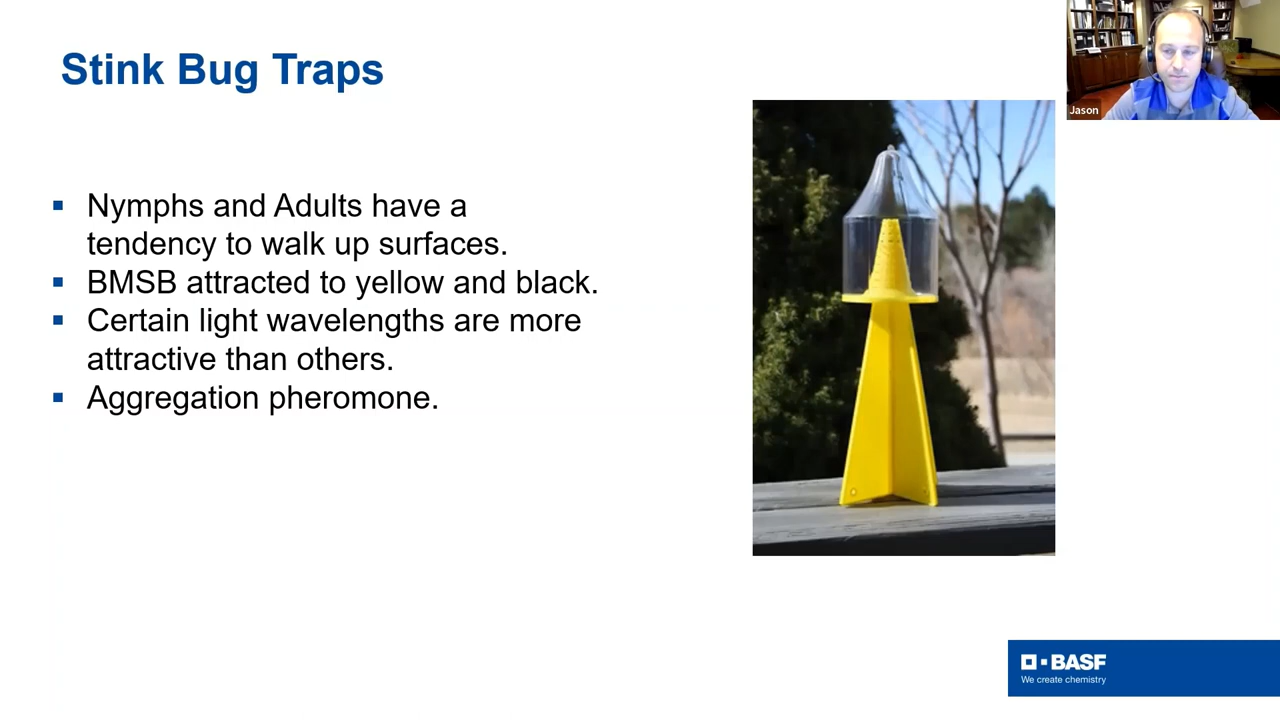 Stink Bug Traps
Jason
▪ Nymphs and Adults have a
tendency to walk up surfaces.
▪ BMSB attracted to yellow and black.
▪ Certain light wavelengths are more
attractive than others.
▪ Aggregation pheromone.
BASF
We create chemistry